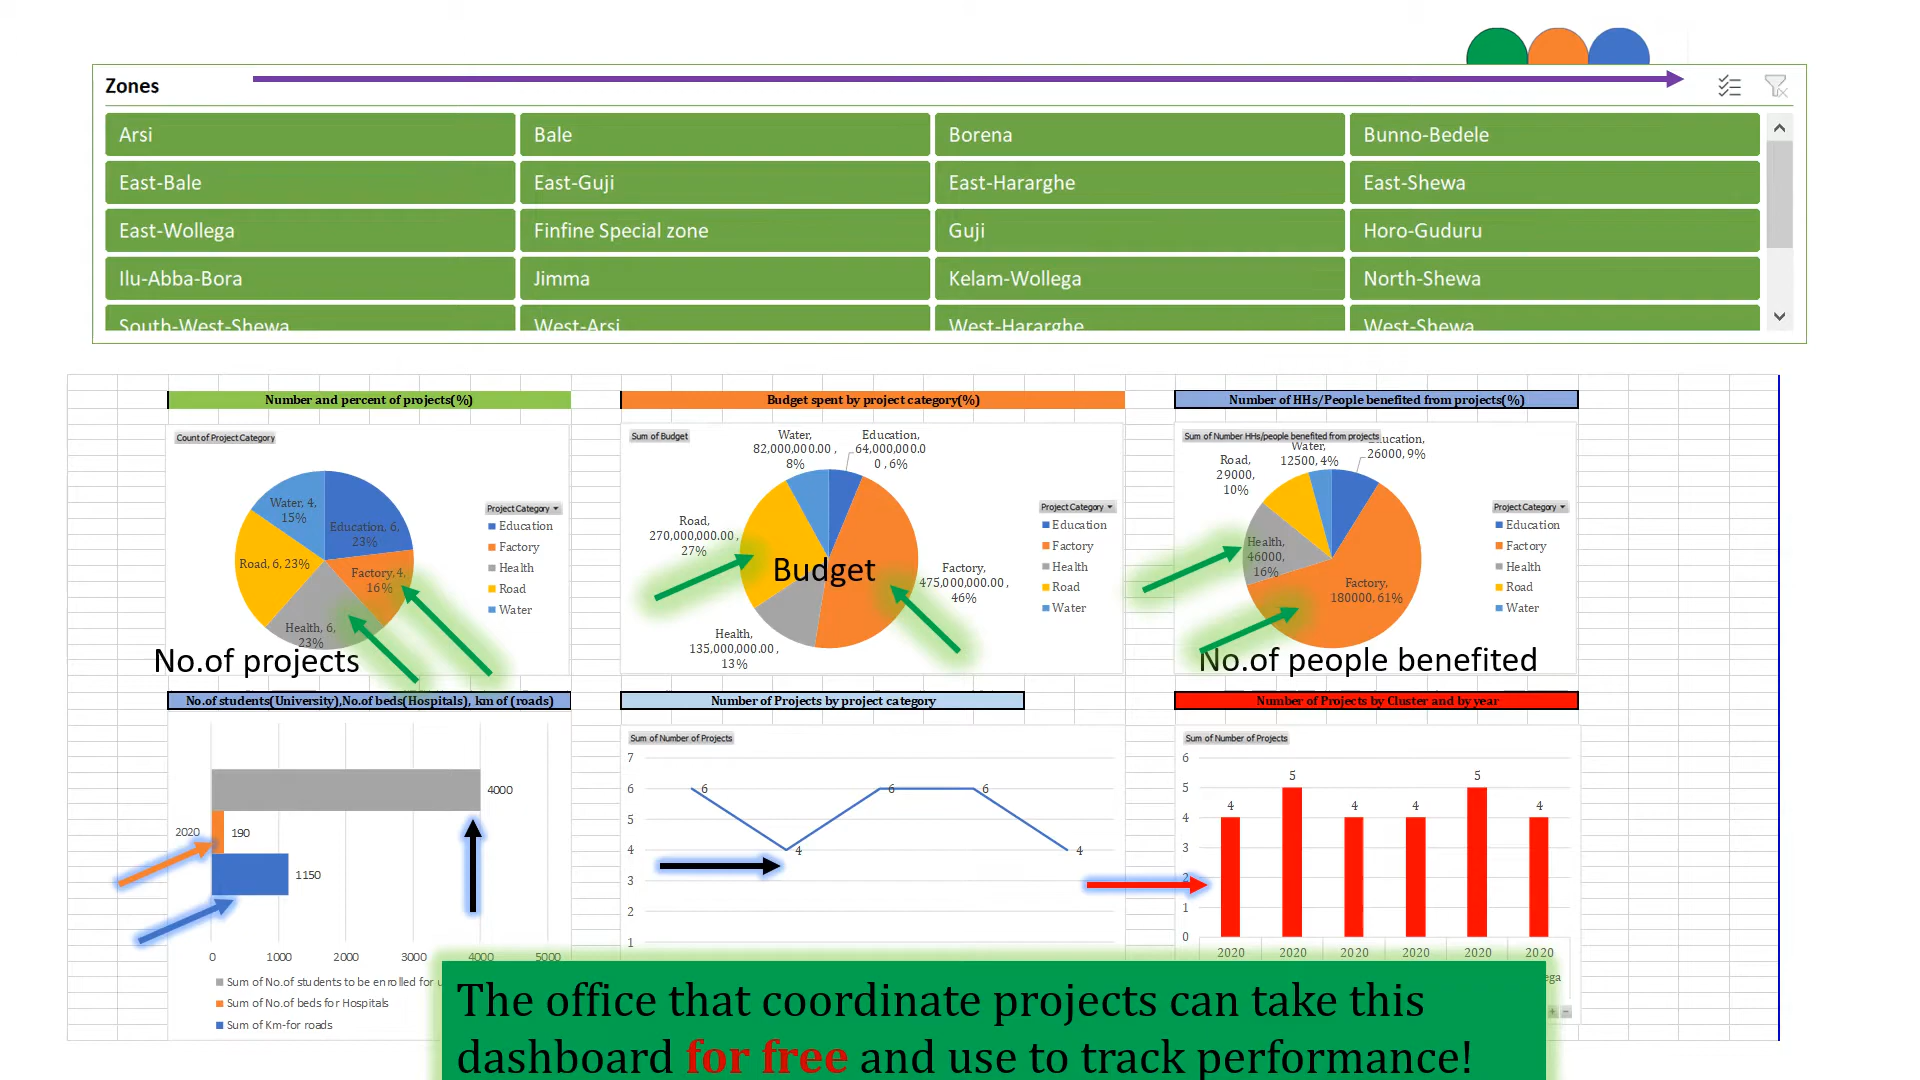 Zones
Arsi
Bale
Borena
Bunno-Bedele
East-Bale
East-Guji
East-Hararghe
East-Shewa
East-Wollega
Finfine Special zone
Guji
Horo-Guduru
Ilu-Abba-Bora
Jimma
Kelam-Wollega
North-Shewa
South-West-Shewa
West-Arsi
West-Hararghe
West-Shewa
Number and percent of projects(%)
Count of Project Category
Water, 4,
15%
Education, 6,
23%
Road, 6, 23%
Factory, 4,
16%
Health, 6,
23%
Project Category
Education
Factory
Health
Road
Water
No.of projects
Budget spent by project category(%)
Sum of Budget
Water,
82,000,000.00 ,
8%
Education,
64,000,000.0
0 , 6%
Road,
270,000,000.00 ,
27%
Budget
Factory,
475,000,000.00 ,
46%
Health,
135,000,000.00 ,
13%
Project Category
Education
Factory
Health
Road
Water
Number of HHs/People benefited from projects(%)
Sum of Number HHs/people benefited from projects
Water,
12500, 4%
Education,
26000, 9%
Road,
29000,
10%
Health,
46000,
16%
Factory,
180000, 61%
Project Category
Education
Factory
Health
Road
Water
No.of people benefited
No.of students(University),No.of beds(Hospitals), km of (roads)
4000
2020
190
1150
0 1000 2000 3000 4000 5000
Sum of No.of students to be enrolled for
Sum of No.of beds for Hospitals
Sum of Km-for roads
Number of Projects by project category
Sum of Number of Projects
7
6
5
4
3
2
1
6
4
6
6
4
Number of Projects by Cluster and by year
Sum of Number of Projects
6
5
4
3
2
1
0
4
5
4
4
5
4
2020 2020 2020 2020 2020 2020
The office that coordinate projects can take this
dashboard for free and use to track performance!